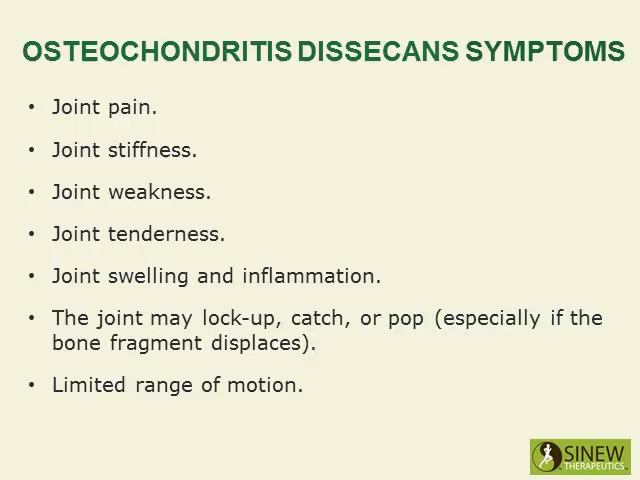 OSTEOCHONDRITIS DISSECANS SYMPTOMS
• Joint pain.
• Joint stiffness.
• Joint weakness.
• Joint tenderness.
• Joint swelling and inflammation.
• The joint may lock-up, catch, or pop (especially if the
bone fragment displaces).
• Limited range of motion.
SINEW
THERAPEUTICS